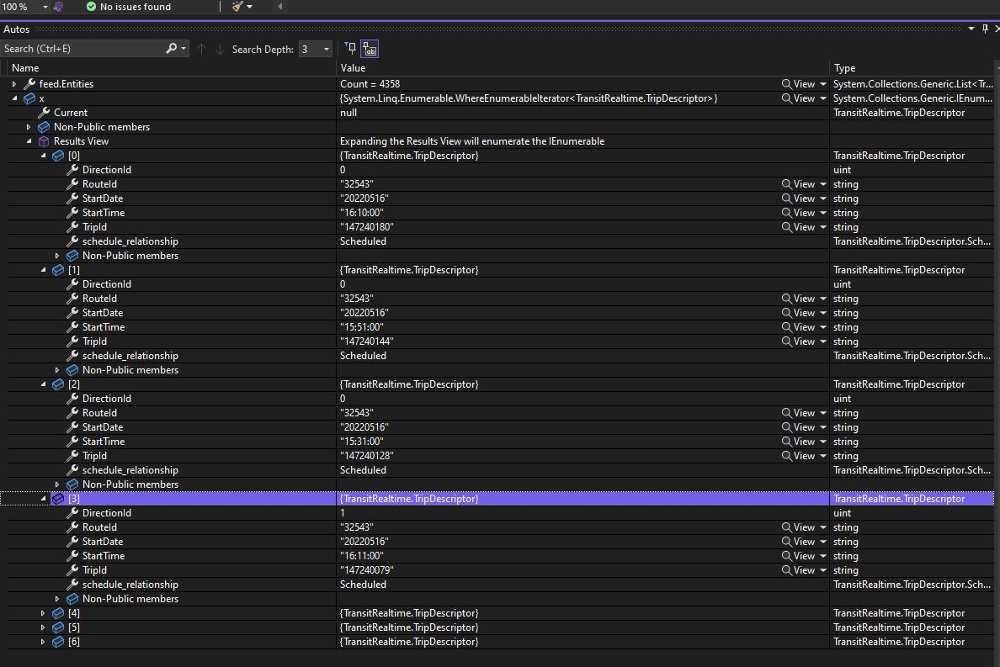 100 % No issues found
Autos
Search (Ctrl+E) Search Depth: 3
Name Value Type
feed.Entities Count = 4358 View System.Collections.Generic.List<Tr...
x {System.Linq.Enumerable.WhereEnumerableIterator<TransitRealtime.TripDescriptor>} View System.Collections.Generic.IEnum...
Current null TransitRealtime.TripDescriptor
Non-Public members
Results View Expanding the Results View will enumerate the IEnumerable
[0] {TransitRealtime.TripDescriptor} TransitRealtime.TripDescriptor
DirectionId 0 uint
RouteId "32543" View string
StartDate "20220516" View string
StartTime "16:10:00" View string
TripId "147240180" View string
schedule_relationship Scheduled TransitRealtime.TripDescriptor.Sch...
Non-Public members
[1] {TransitRealtime.TripDescriptor} TransitRealtime.TripDescriptor
DirectionId 0 uint
RouteId "32543" View string
StartDate "20220516" View string
StartTime "15:51:00" View string
TripId "147240144" View string
schedule_relationship Scheduled TransitRealtime.TripDescriptor.Sch...
Non-Public members
[2] {TransitRealtime.TripDescriptor} TransitRealtime.TripDescriptor
DirectionId 0 uint
RouteId "32543" View string
StartDate "20220516" View string
StartTime "15:31:00" View string
TripId "147240128" View string
schedule_relationship Scheduled TransitRealtime.TripDescriptor.Sch...
Non-Public members
[3] {TransitRealtime.TripDescriptor} TransitRealtime.TripDescriptor
DirectionId 1 uint
RouteId "32543" View string
StartDate "20220516" View string
StartTime "16:11:00" View string
TripId "147240079" View string
schedule_relationship Scheduled TransitRealtime.TripDescriptor.Sch...
Non-Public members
[4] {TransitRealtime.TripDescriptor} TransitRealtime.TripDescriptor
[5] {TransitRealtime.TripDescriptor} TransitRealtime.TripDescriptor
[6] {TransitRealtime.TripDescriptor} TransitRealtime.TripDescriptor